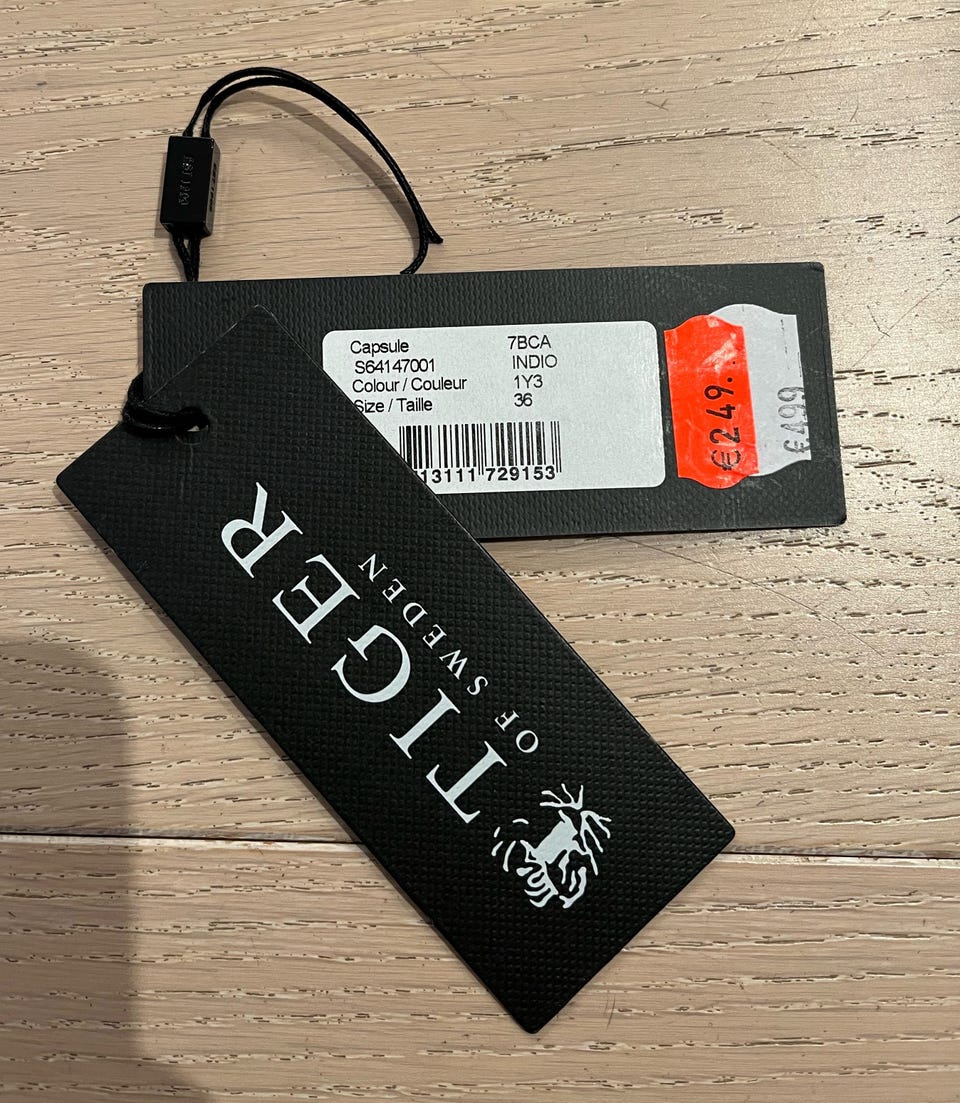 Capsule 7BCA
S64147001 INDIO
Colour / Couleur 1Y3
Size / Taille 36
13111 729153
€249..
€499
TIGER
OF SWEDEN